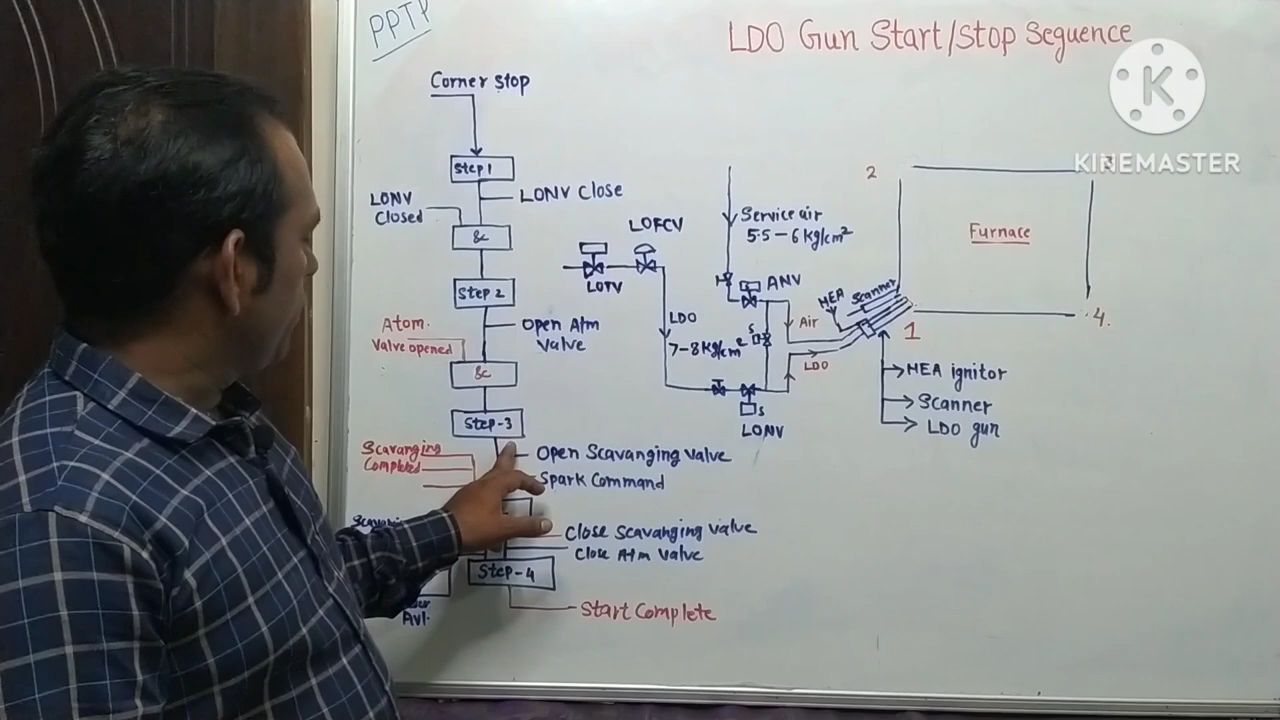 PPTP
LDO Gun Start/Stop Sequence
Corner Stop
Step 1
LONV Close
LONV
Closed
&
Step 2
Open Atm
Valve
Atom.
Valve opened
&
Step-3
Open Scavanging Valve
Scavanging
Completed
Spark Command
Close Scavanging Valve
Close Atm Valve
Step-4
Avl.
Start Complete
LOTV
LOFCV
LDO
7-8 Kg/cm2
Service air
5.5-6 Kg/cm2
ANV
S
S
LONV
Air
LDO
HEA
Scanner
1
2
3
4.
Furnace
HEA ignitor
Scanner
LDO gun
K
KINEMASTER